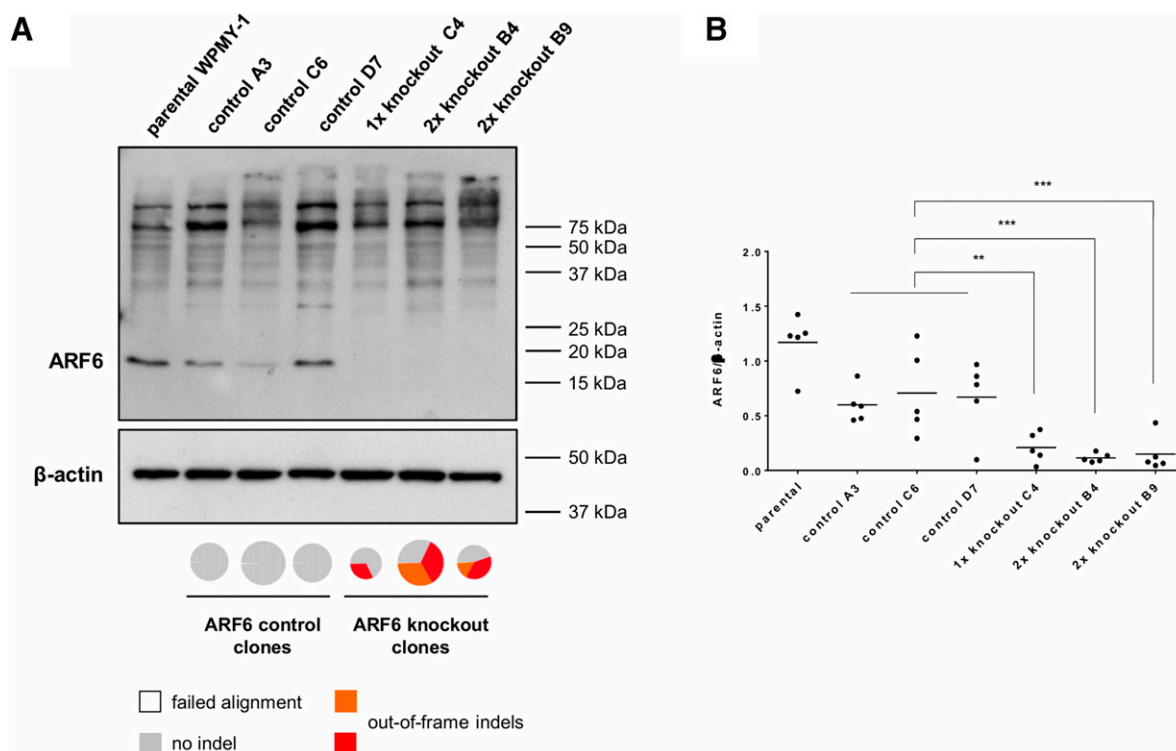 A
parental WPMY-1
control A3
control C6
control D7
1x knockout C4
2x knockout B4
2x knockout B9
75 kDa
50 kDa
37 kDa
25 kDa
20 kDa
15 kDa
ARF6
β-actin
50 kDa
37 kDa
ARF6 control
clones
ARF6 knockout
clones
failed alignment
no indel
out-of-frame indels
B
***
***
**
2.0
1.5
1.0
0.5
0.0
ARF6/β-actin
parental
control A3
control C6
control D7
1x knockout C4
2x knockout B4
2x knockout B9